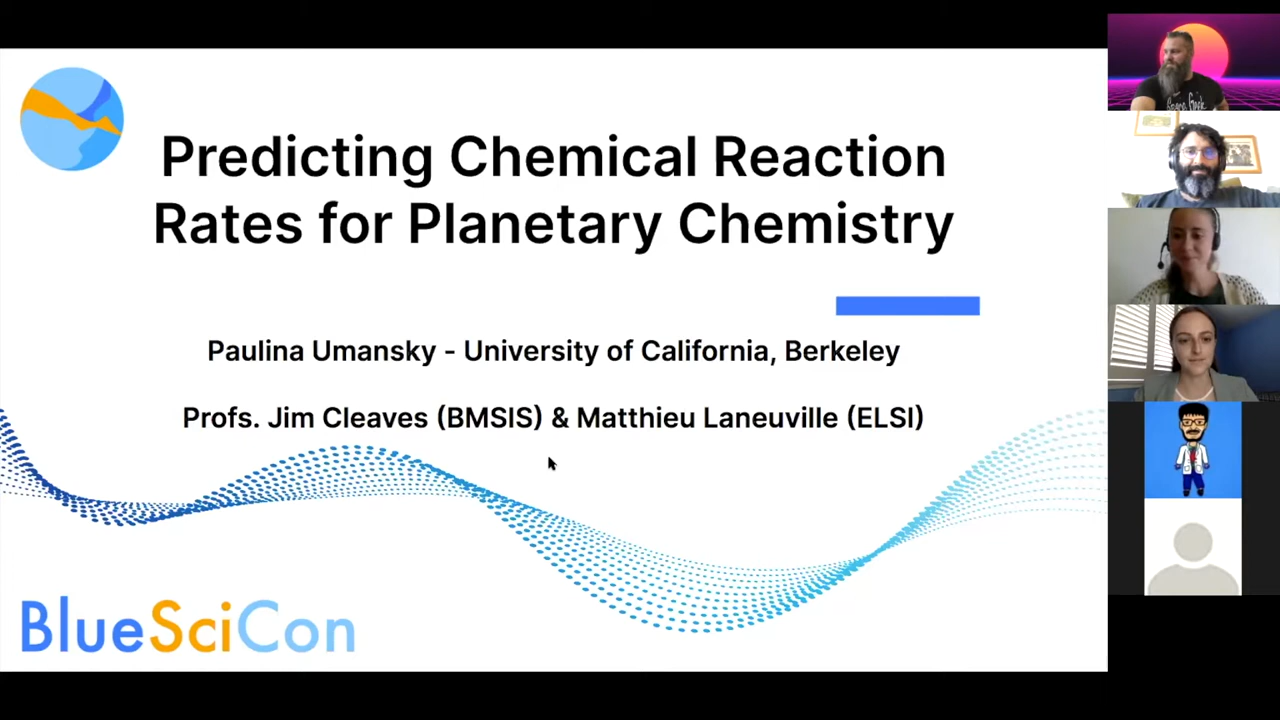 Predicting Chemical Reaction
Rates for Planetary Chemistry
Paulina Umansky - University of California, Berkeley
Profs. Jim Cleaves (BMSIS) & Matthieu Laneuville (ELSI)
BlueSciCon